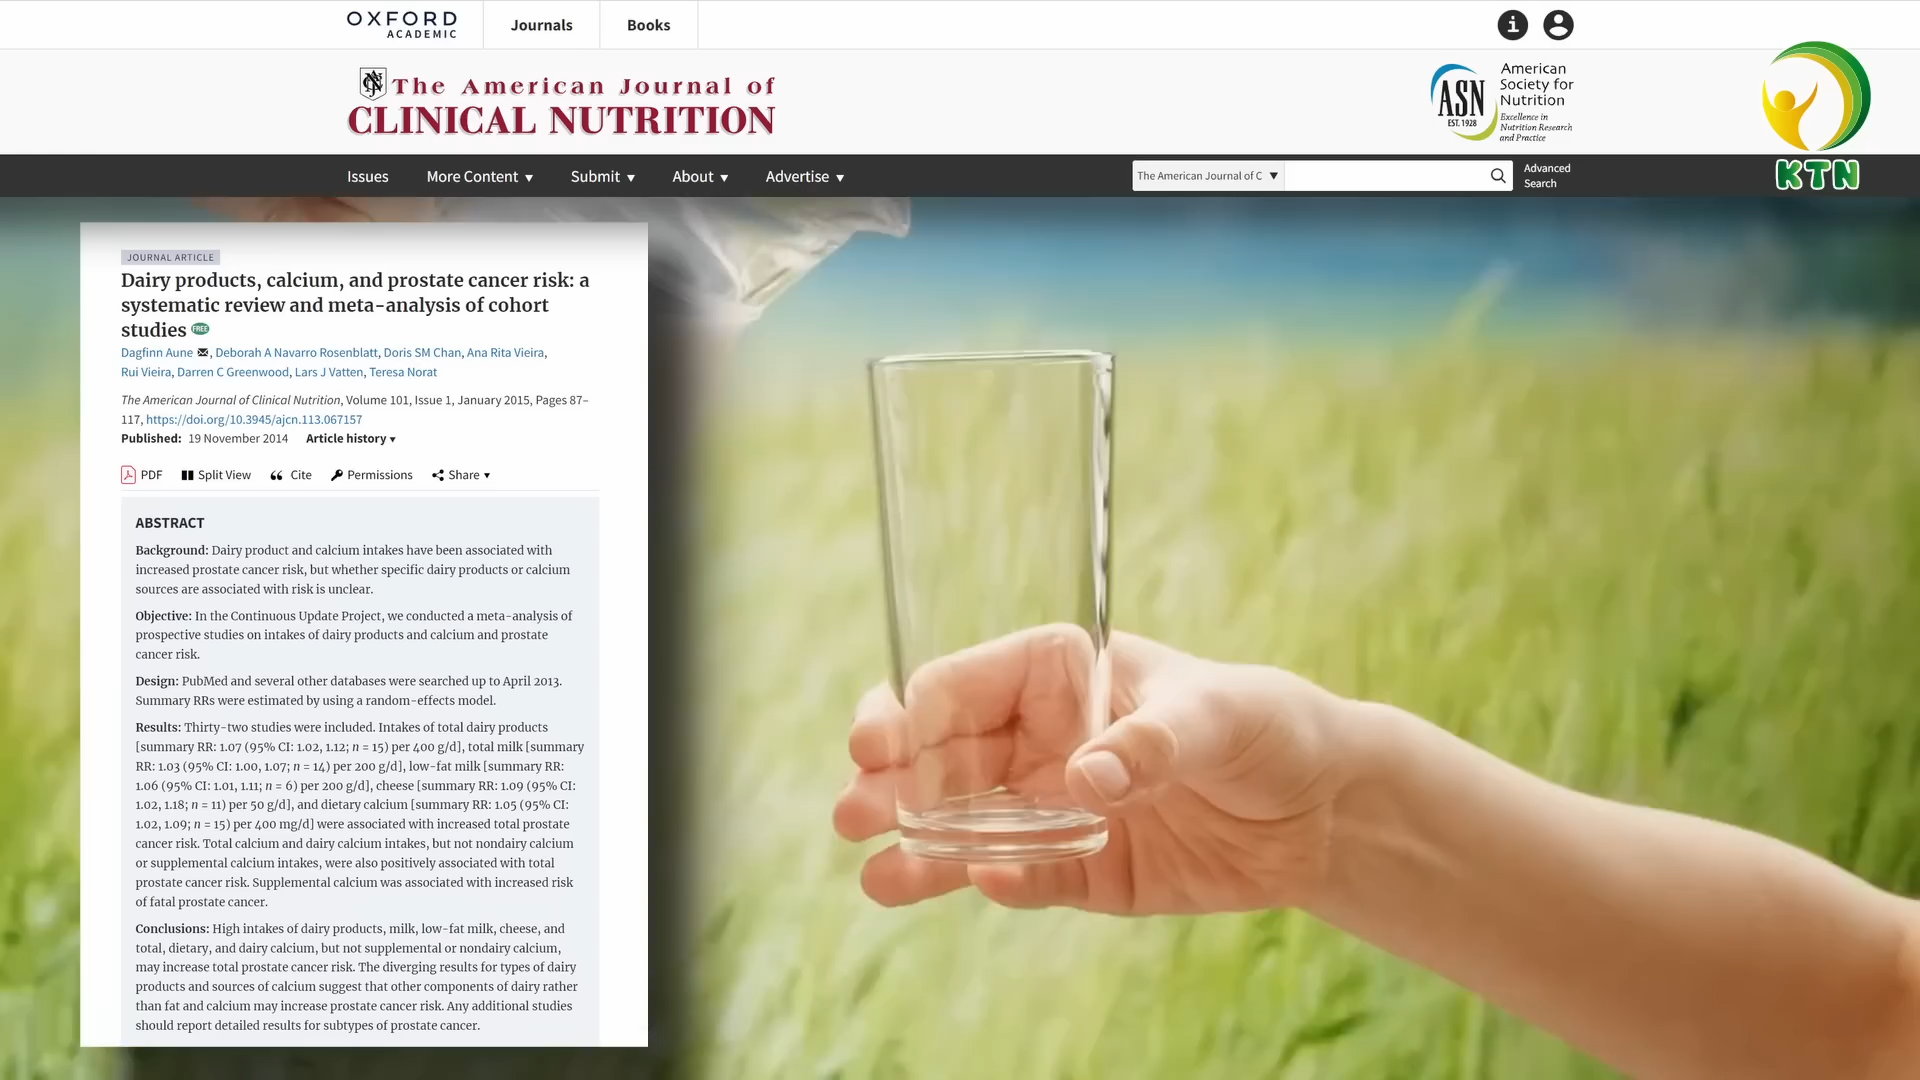 OXFORD
ACADEMIC
Journals
Books
The American Journal of
CLINICAL NUTRITION
ASN
EST. 1928
American
Society for
Nutrition
Excellence in
Nutrition Research
and Practice
KTN
Issues
More Content
Submit
About
Advertise
The American Journal of C
Advanced
Search
JOURNAL ARTICLE
Dairy products, calcium, and prostate cancer risk: a
systematic review and meta-analysis of cohort
studies FREE
Dagfinn Aune, Deborah A Navarro Rosenblatt, Doris SM Chan, Ana Rita Vieira,
Rui Vieira, Darren C Greenwood, Lars J Vatten, Teresa Norat
The American Journal of Clinical Nutrition, Volume 101, Issue 1, January 2015, Pages 87–
117, https://doi.org/10.3945/ajcn.113.067157
Published: 19 November 2014 Article history
PDF Split View Cite Permissions Share
ABSTRACT
Background: Dairy product and calcium intakes have been associated with
increased prostate cancer risk, but whether specific dairy products or calcium
sources are associated with risk is unclear.
Objective: In the Continuous Update Project, we conducted a meta-analysis of
prospective studies on intakes of dairy products and calcium and prostate
cancer risk.
Design: PubMed and several other databases were searched up to April 2013.
Summary RRs were estimated by using a random-effects model.
Results: Thirty-two studies were included. Intakes of total dairy products
[summary RR: 1.07 (95% CI: 1.02, 1.12; n = 15) per 400 g/d], total milk [summary
RR: 1.03 (95% CI: 1.00, 1.07; n = 14) per 200 g/d], low-fat milk [summary RR:
1.06 (95% CI: 1.01, 1.11; n = 6) per 200 g/d], cheese [summary RR: 1.09 (95% CI:
1.02, 1.18; n = 11) per 50 g/d], and dietary calcium [summary RR: 1.05 (95% CI:
1.02, 1.09; n = 15) per 400 mg/d] were associated with increased total prostate
cancer risk. Total calcium and dairy calcium intakes, but not nondairy calcium
or supplemental calcium intakes, were also positively associated with total
prostate cancer risk. Supplemental calcium was associated with increased risk
of fatal prostate cancer.
Conclusions: High intakes of dairy products, milk, low-fat milk, cheese, and
total, dietary, and dairy calcium, but not supplemental or nondairy calcium,
may increase total prostate cancer risk. The diverging results for types of dairy
products and sources of calcium suggest that other components of dairy rather
than fat and calcium may increase prostate cancer risk. Any additional studies
should report detailed results for subtypes of prostate cancer.